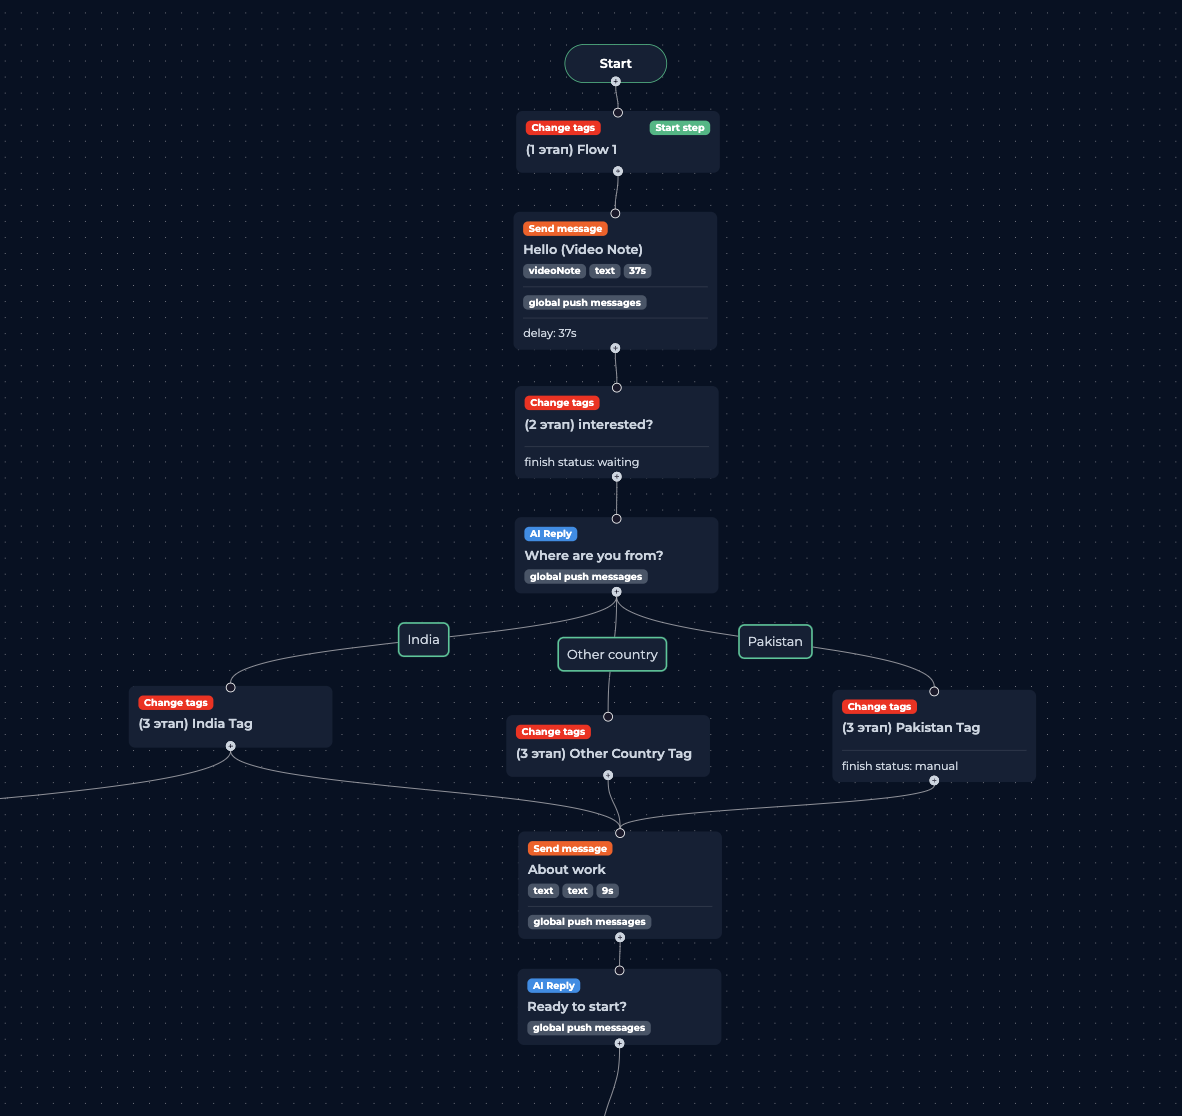 Start
Change tags
Start step
(1 этап) Flow 1
Send message
Hello (Video Note)
videoNote text 37s
global push messages
delay: 37s
Change tags
(2 этап) interested?
finish status: waiting
AI Reply
Where are you from?
global push messages
India
Other country
Pakistan
Change tags
(3 этап) India Tag
Change tags
(3 этап) Other Country Tag
Change tags
(3 этап) Pakistan Tag
finish status: manual
Send message
About work
text text 9s
global push messages
AI Reply
Ready to start?
global push messages